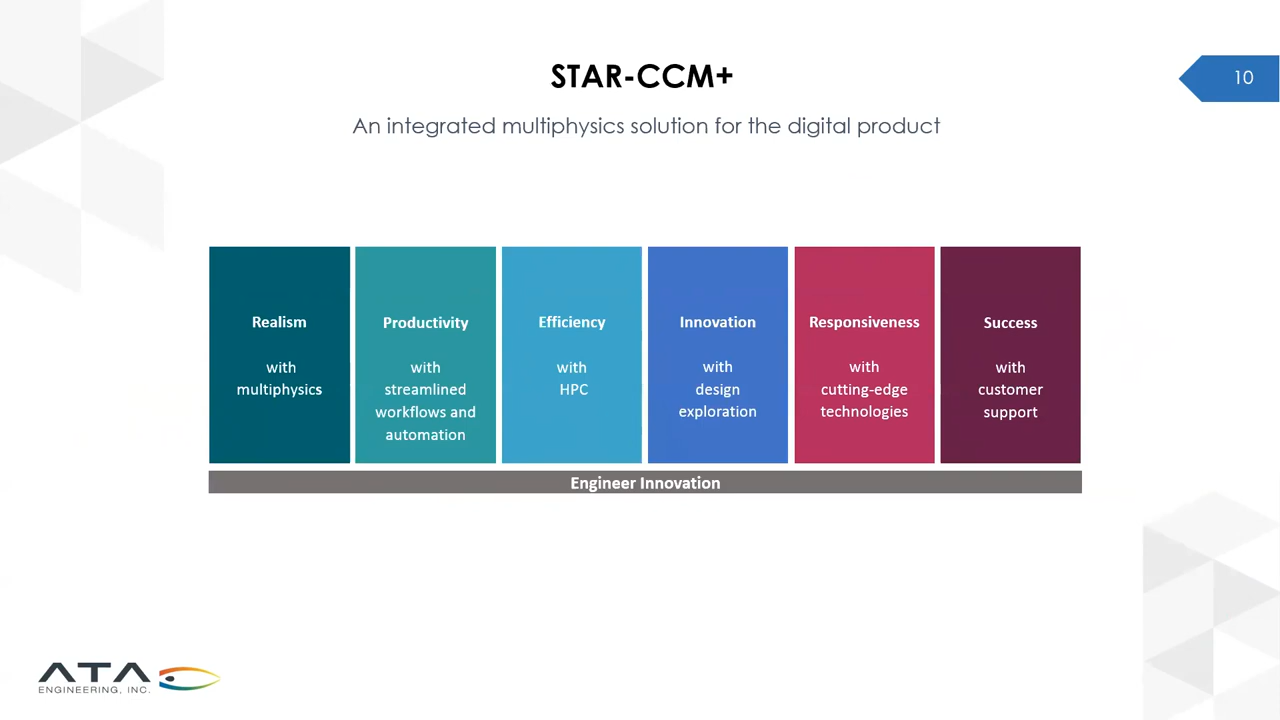 STAR-CCM+
10
An integrated multiphysics solution for the digital product
Realism
with
multiphysics
Productivity
with
streamlined
workflows and
automation
Efficiency
with
HPC
Innovation
with
design
exploration
Responsiveness
with
cutting-edge
technologies
Success
with
customer
support
Engineer Innovation
ATA
ENGINEERING, INC.